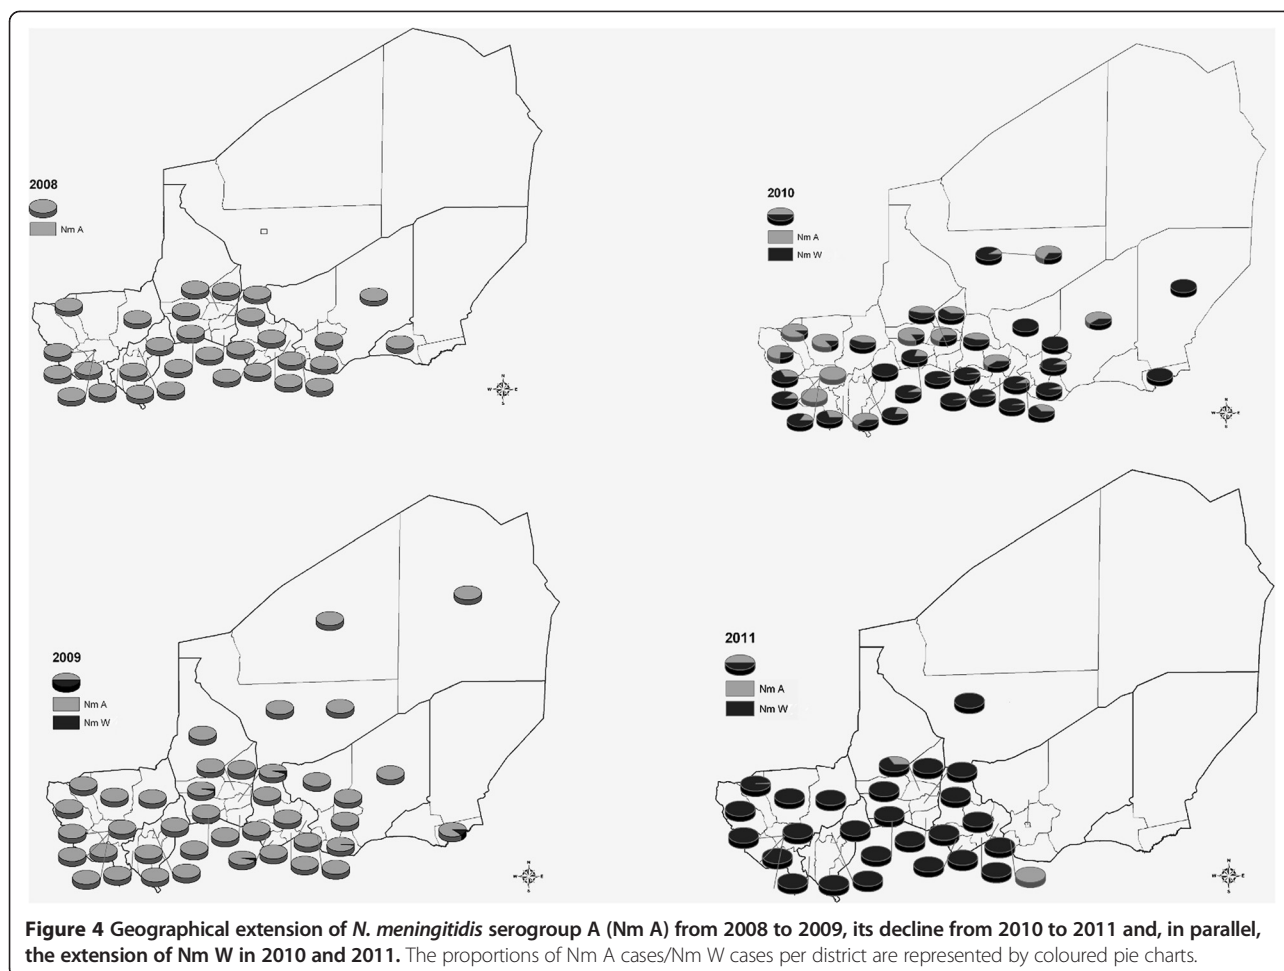 2008
Nm A
N
W E
S
2010
Nm A
Nm W
N
W E
S
2009
Nm A
Nm W
N
W E
S
2011
Nm A
Nm W
N
W E
S
Figure 4 Geographical extension of N. meningitidis serogroup A (Nm A) from 2008 to 2009, its decline from 2010 to 2011 and, in parallel,
the extension of Nm W in 2010 and 2011. The proportions of Nm A cases/Nm W cases per district are represented by coloured pie charts.